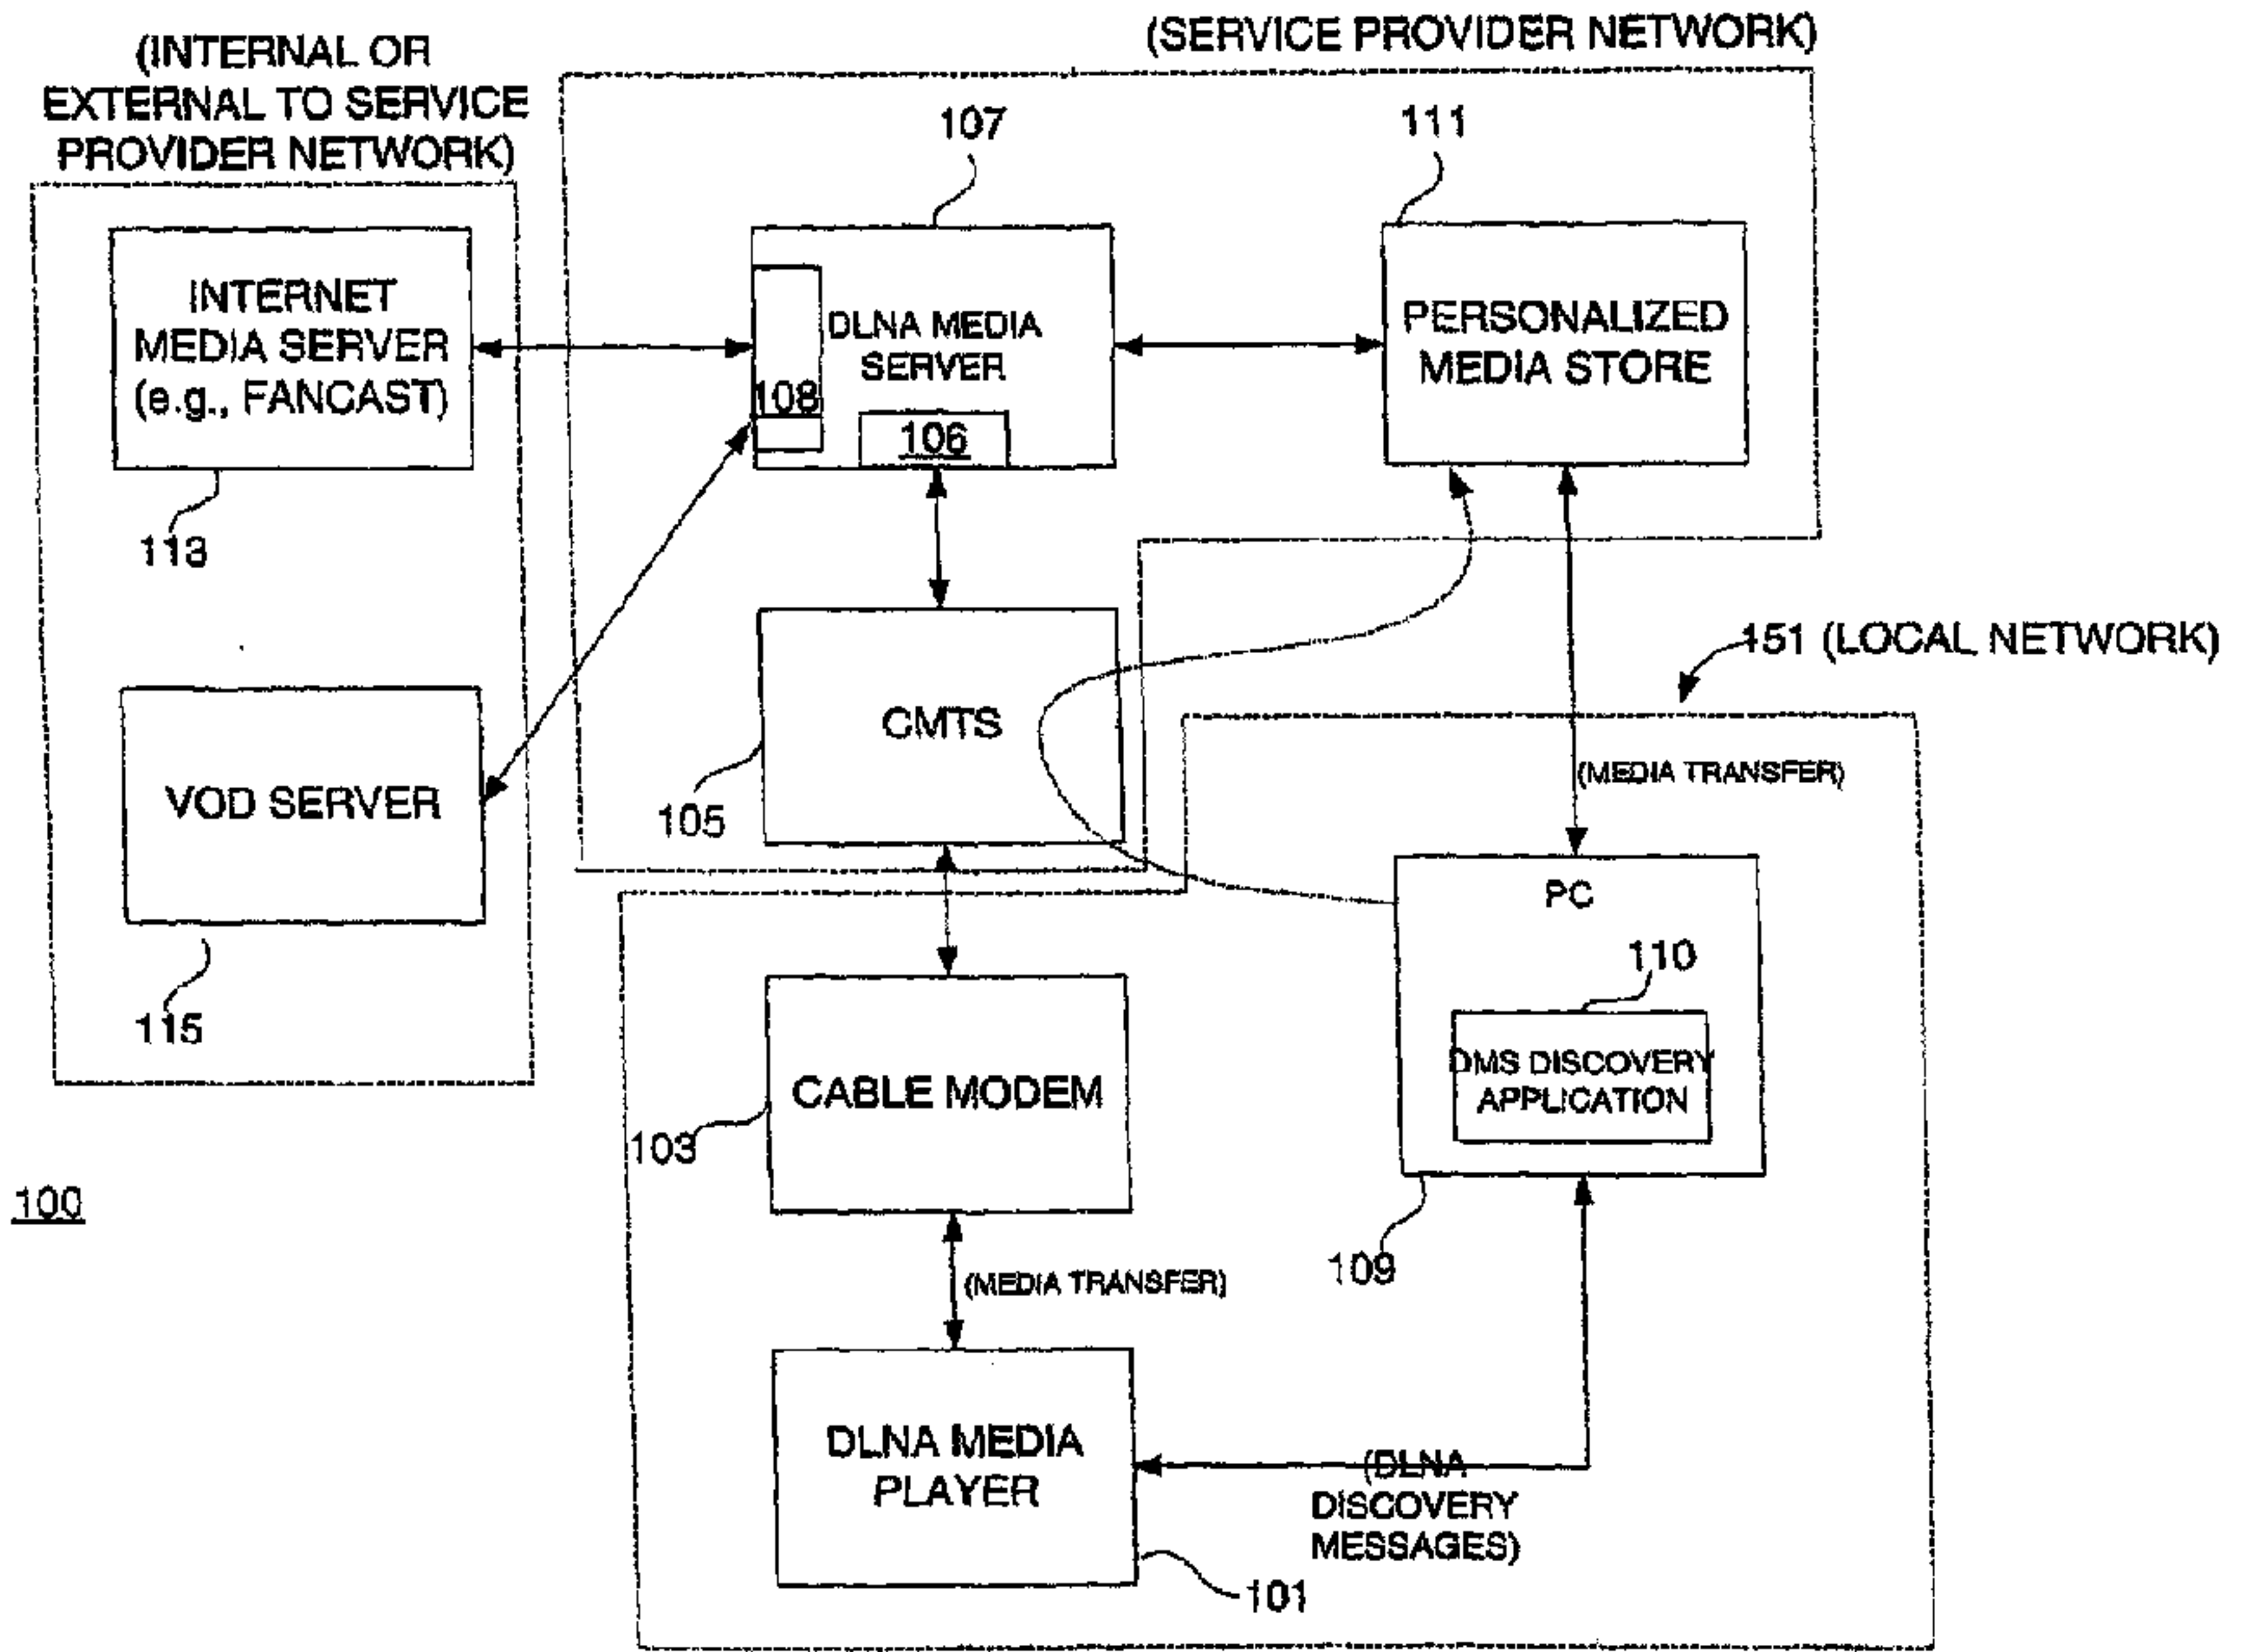 (INTERNAL OR
EXTERNAL TO SERVICE
PROVIDER NETWORK)
(SERVICE PROVIDER NETWORK)
107
111
INTERNET
MEDIA SERVER
(e.g., FANCAST)
113
108
DLNA MEDIA
SERVER
106
PERSONALIZED
MEDIA STORE
151 (LOCAL NETWORK)
VOD SERVER
115
CMTS
105
(MEDIA TRANSFER)
PC
110
DMS DISCOVERY
APPLICATION
109
CABLE MODEM
103
100
(MEDIA TRANSFER)
DLNA MEDIA
PLAYER
(DLNA
DISCOVERY
MESSAGES)
101